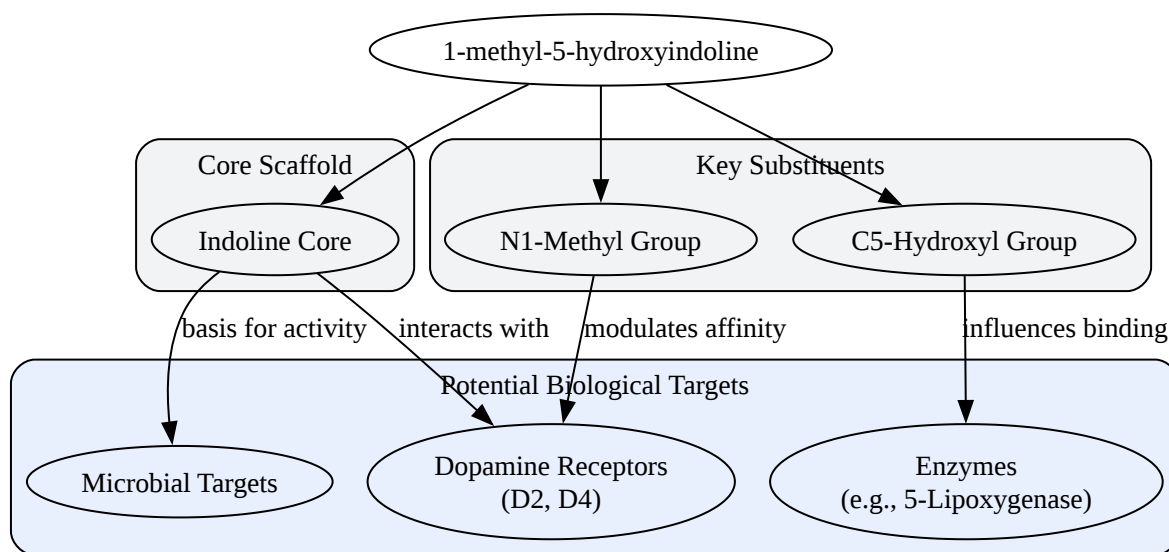 1-methyl-5-hydroxyindoline
Core Scaffold
Key Substituents
Indoline Core
N1-Methyl Group
C5-Hydroxyl Group
basis for activity
interacts with
modulates affinity
influences binding
Potential Biological Targets
Microbial Targets
Dopamine Receptors
(D2, D4)
Enzymes
(e.g., 5-Lipoxygenase)